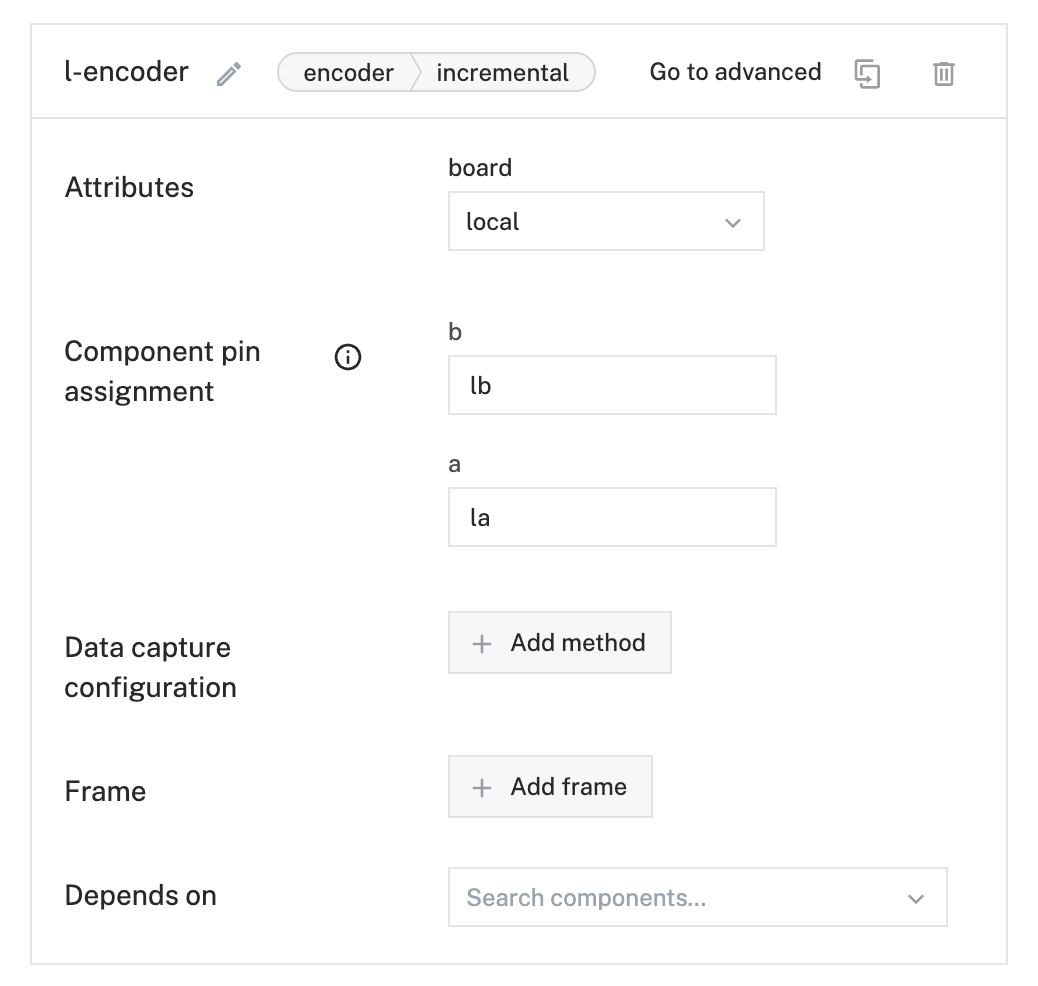 l-encoder encoder incremental Go to advanced
Attributes
board
local
Component pin
assignment
b
lb
a
la
Data capture
configuration
Add method
Frame
Add frame
Depends on
Search components...